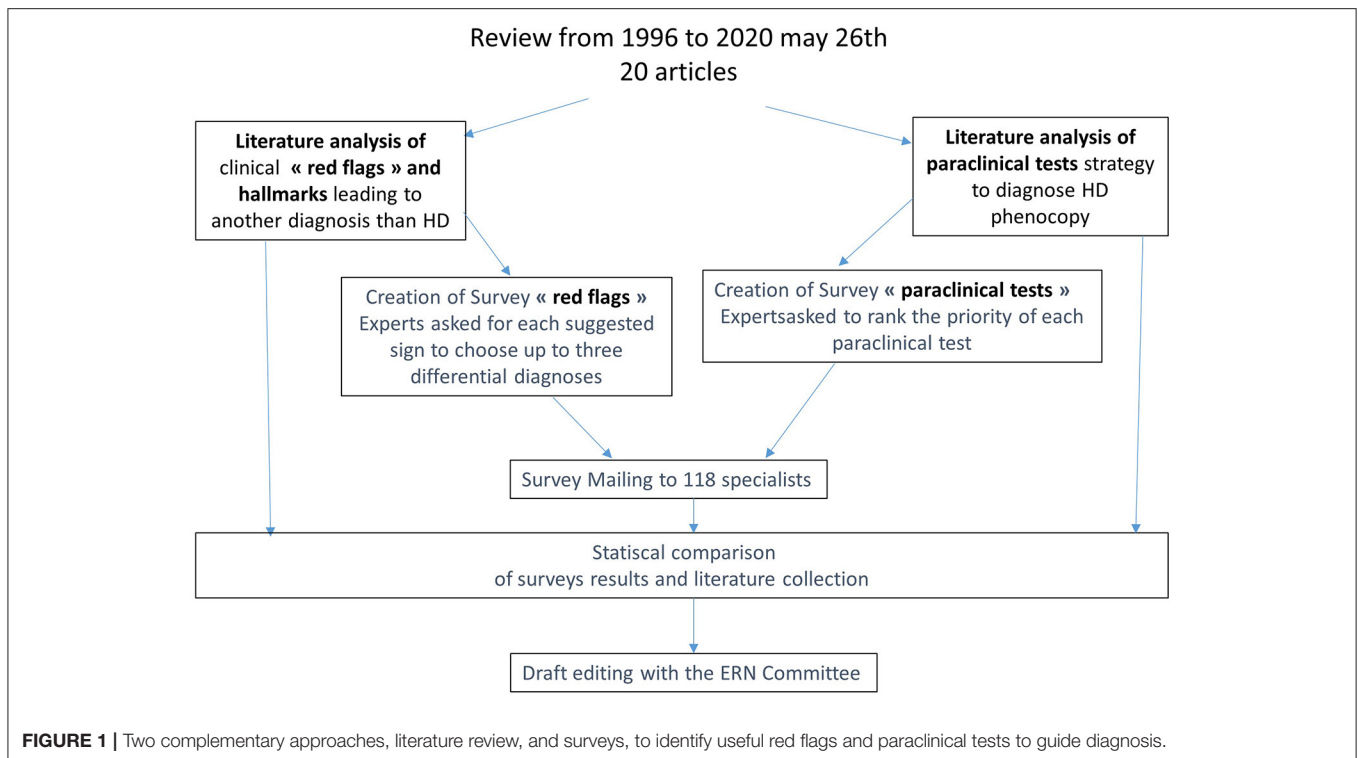 Review from 1996 to 2020 may 26th
20 articles
Literature analysis of
clinical « red flags » and
hallmarks leading to
another diagnosis than HD
Literature analysis of
paraclinical tests strategy
to diagnose HD
phenocopy
Creation of Survey « red flags »
Experts asked for each suggested
sign to choose up to three
differential diagnoses
Creation of Survey « paraclinical tests »
Expertsasked to rank the priority of each
paraclinical test
Survey Mailing to 118 specialists
Statiscal comparison
of surveys results and literature collection
Draft editing with the ERN Committee
FIGURE 1 | Two complementary approaches, literature review, and surveys, to identify useful red flags and paraclinical tests to guide diagnosis.